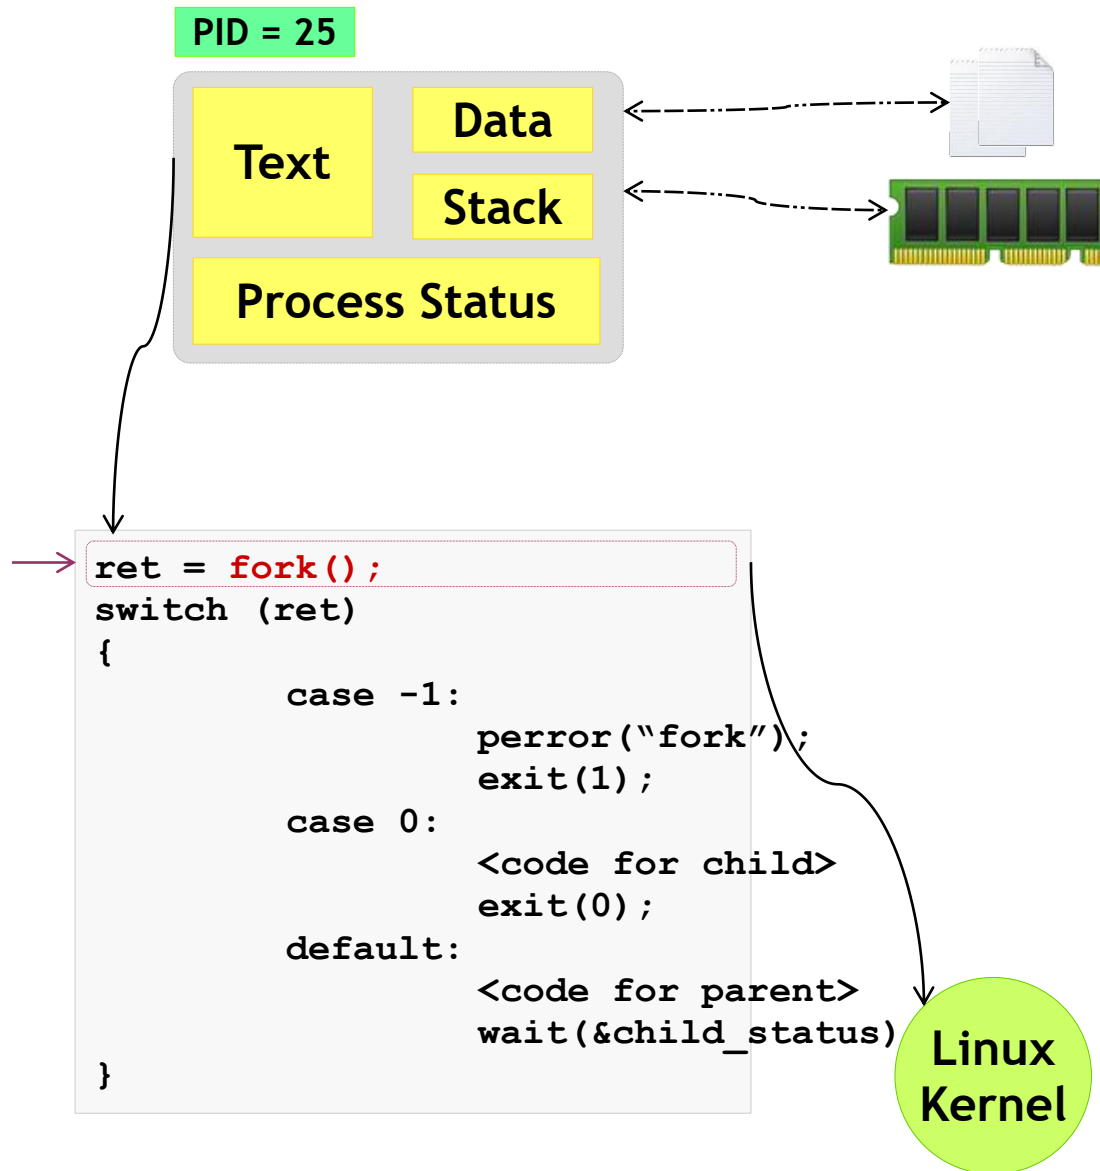 PID = 25
Text
Data
Stack
Process Status
ret = fork();
switch (ret)
{
case -1:
perror(“fork”);
exit(1);
case 0:
<code for child>
exit(0);
default:
<code for parent>
wait(&child_status)
}
Linux
Kernel